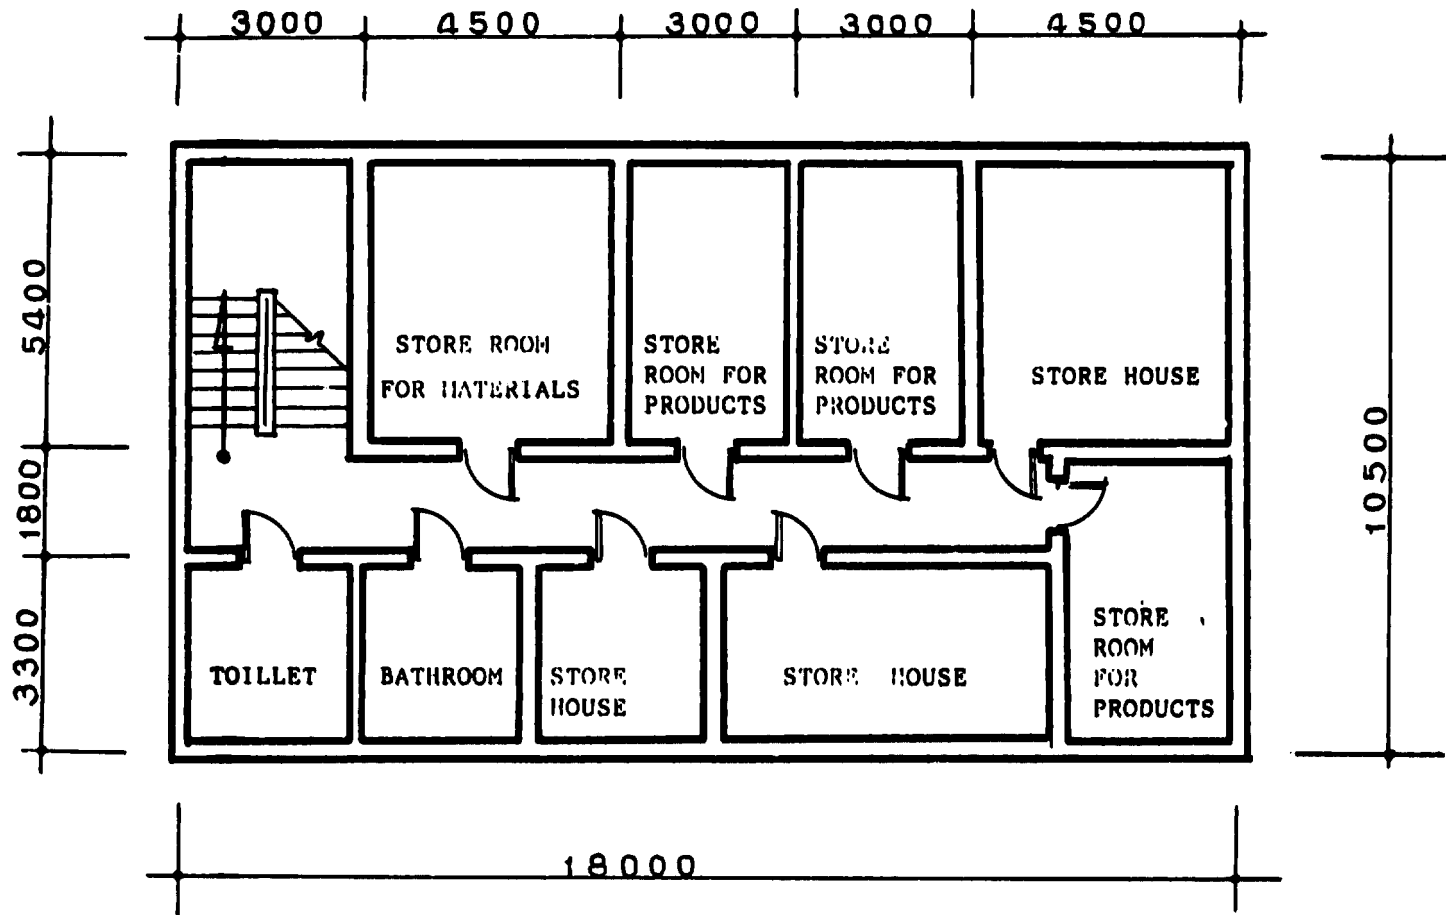 3000 4500 3000 3000 4500
5400
1800
3300
10500
STORE ROOM
FOR MATERIALS
STORE
ROOM FOR
PRODUCTS
STORE
ROOM FOR
PRODUCTS
STORE HOUSE
TOILLET
BATHROOM
STORE
HOUSE
STORE HOUSE
STORE
ROOM
FOR
PRODUCTS
18000